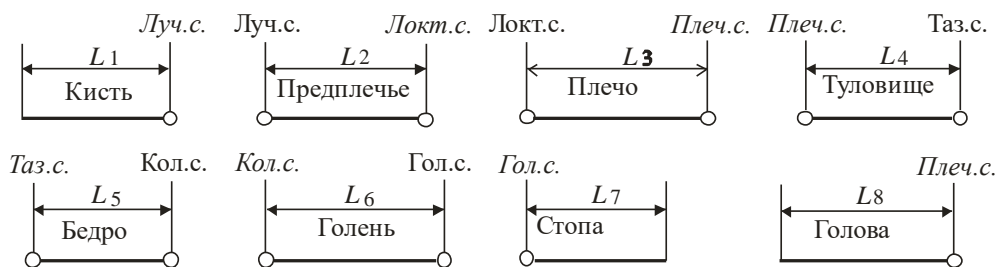 Луч.с. Луч.с. Локт.с. Локт.с. Плеч.с. Плеч.с. Таз.с.
L1 L2 L3 L4
Кисть Предплечье Плечо Туловище
Таз.с. Кол.с. Кол.с. Гол.с. Гол.с. Плеч.с.
L5 L6 L7 L8
Бедро Голень Стопа Голова